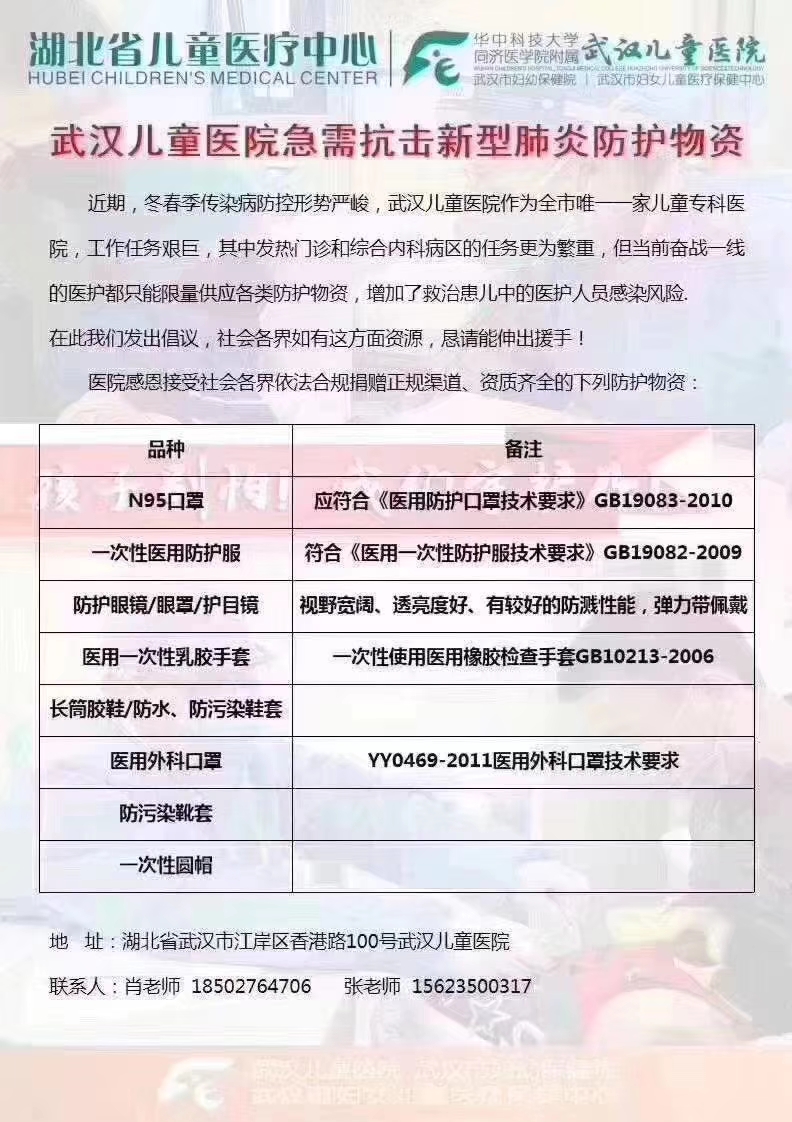 湖北省儿童医疗中心
HUBEI CHILDREN'S MEDICAL CENTER
华中科技大学
同济医学院附属
武汉儿童医院
WUHAN CHILDREN'S HOSPITAL, TONGJI MEDICAL COLLEGE, HUAZHONG UNIVERSITY OF SCIENCE & TECHNOLOGY
武汉市妇幼保健院 | 武汉市妇女儿童医疗保健中心
武汉儿童医院急需抗击新型肺炎防护物资
近期，冬春季传染病防控形势严峻，武汉儿童医院作为全市唯一一家儿童专科医
院，工作任务艰巨，其中发热门诊和综合内科病区的任务更为繁重，但当前奋战一线
的医护都只能限量供应各类防护物资，增加了救治患儿中的医护人员感染风险.
在此我们发出倡议，社会各界如有这方面资源，恳请能伸出援手！
医院感恩接受社会各界依法合规捐赠正规渠道、资质齐全的下列防护物资：
品种 备注
N95口罩 应符合《医用防护口罩技术要求》GB19083-2010
一次性医用防护服 符合《医用一次性防护服技术要求》GB19082-2009
防护眼镜/眼罩/护目镜 视野宽阔、透亮度好、有较好的防溅性能，弹力带佩戴
医用一次性乳胶手套 一次性使用医用橡胶检查手套GB10213-2006
长筒胶鞋/防水、防污染鞋套
医用外科口罩 YY0469-2011医用外科口罩技术要求
防污染靴套
一次性圆帽
地 址：湖北省武汉市江岸区香港路100号武汉儿童医院
联系人：肖老师 18502764706 张老师 15623500317
武汉儿童医院 武汉市妇幼保健院
武汉市妇女儿童医疗保健中心